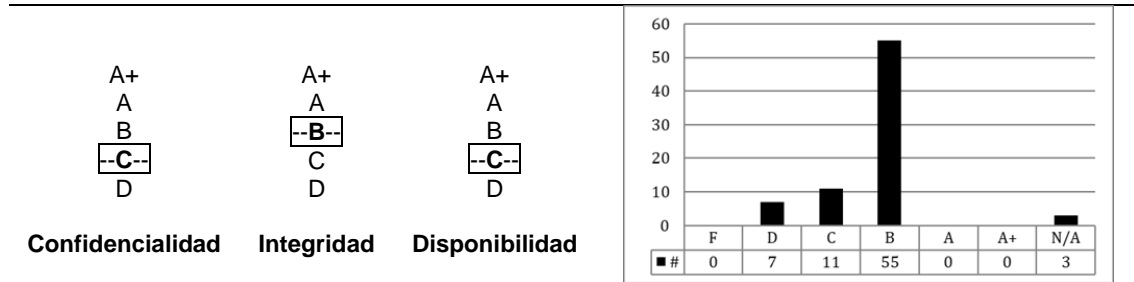 A+ A+
A A A+
B --B-- A
--C-- C B
D D --C--
D
Confidencialidad Integridad Disponibilidad
60
50
40
30
20
10
0
F D C B A A+ N/A
■ # 0 7 11 55 0 0 3